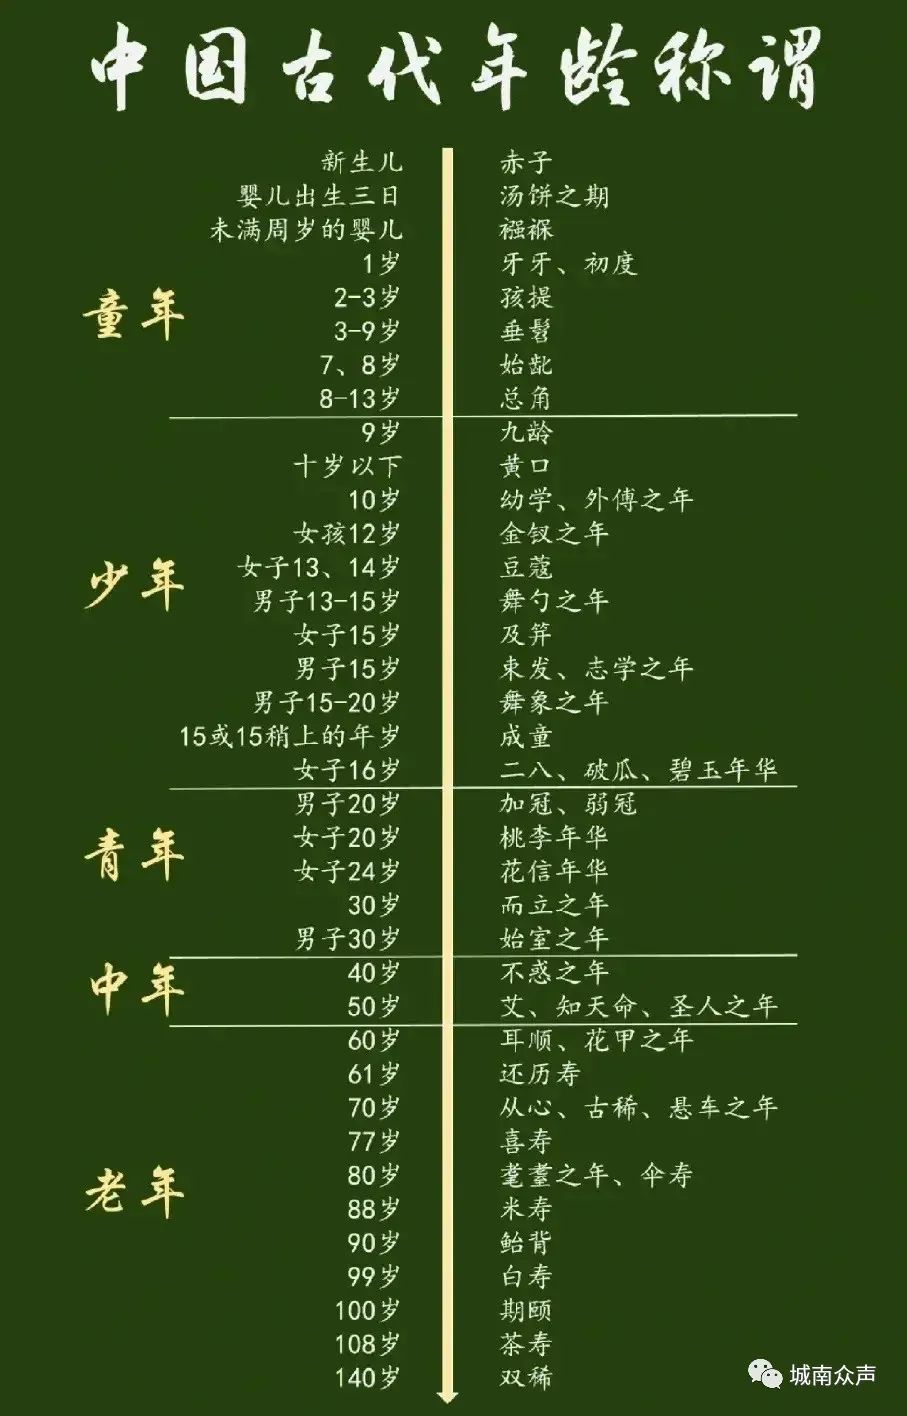 中国古代年龄称谓
新生儿 赤子
婴儿出生三日 汤饼之期
未满周岁的婴儿 襁褓
1岁 牙牙、初度
童年
2-3岁 孩提
3-9岁 垂髫
7、8岁 始龀
8-13岁 总角
9岁 九龄
十岁以下 黄口
10岁 幼学、外傅之年
女孩12岁 金钗之年
少年
女子13、14岁 豆蔻
男子13-15岁 舞勺之年
女子15岁 及笄
男子15岁 束发、志学之年
男子15-20岁 舞象之年
15或15稍上的年岁 成童
女子16岁 二八、破瓜、碧玉年华
男子20岁 加冠、弱冠
青年
女子20岁 桃李年华
女子24岁 花信年华
30岁 而立之年
男子30岁 始室之年
中年
40岁 不惑之年
50岁 艾、知天命、圣人之年
60岁 耳顺、花甲之年
61岁 还历寿
70岁 从心、古稀、悬车之年
77岁 喜寿
老年
80岁 耄耋之年、伞寿
88岁 米寿
90岁 鲐背
99岁 白寿
100岁 期颐
108岁 茶寿
140岁 双稀
城南众声